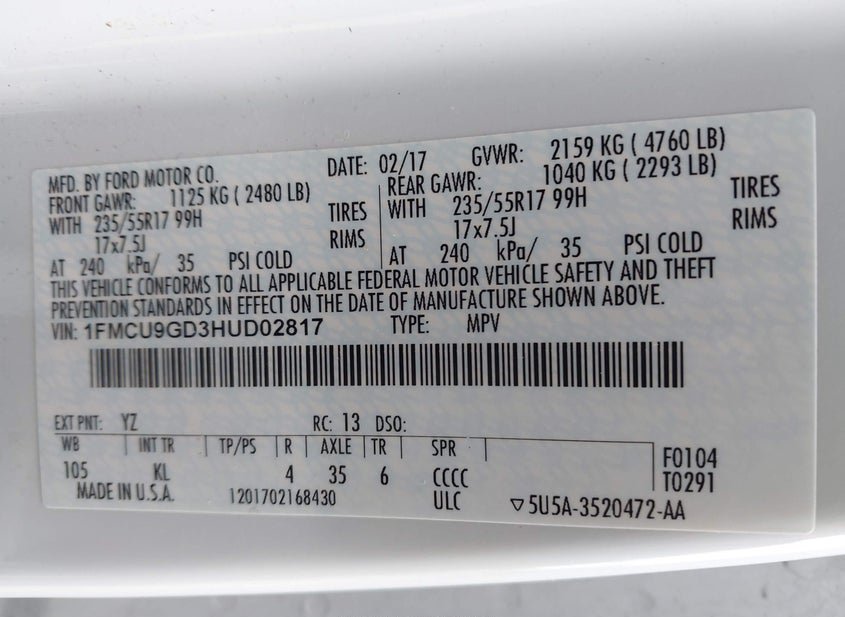 MFD. BY FORD MOTOR CO. DATE: 02/17 GVWR: 2159 KG ( 4760 LB)
FRONT GAWR: 1125 KG ( 2480 LB) REAR GAWR: 1040 KG ( 2293 LB)
WITH 235/55R17 99H TIRES WITH 235/55R17 99H TIRES
17x7.5J RIMS 17x7.5J RIMS
AT 240 kPa/ 35 PSI COLD AT 240 kPa/ 35 PSI COLD
THIS VEHICLE CONFORMS TO ALL APPLICABLE FEDERAL MOTOR VEHICLE SAFETY AND THEFT
PREVENTION STANDARDS IN EFFECT ON THE DATE OF MANUFACTURE SHOWN ABOVE.
VIN: 1FMCU9GD3HUD02817 TYPE: MPV
EXT PNT: YZ RC: 13 DSO:
WB INT TR TP/PS R AXLE TR SPR F0104
105 KL 4 35 6 CCCC T0291
MADE IN U.S.A. 1201702168430 ULC ▽5U5A-3520472-AA